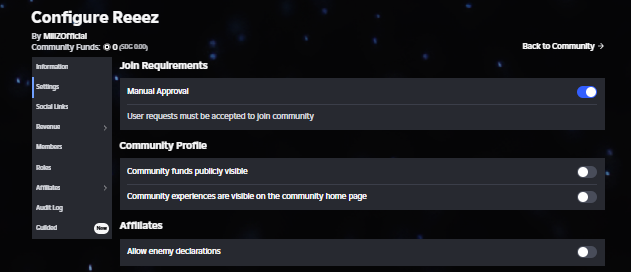 Configure Reeez
By MillZOfficial
Community Funds: 0 (SDG 0.00)
Back to Community →
Information
Settings
Social Links
Revenue
Members
Roles
Affiliates
Audit Log
Guilded New
Join Requirements
Manual Approval
User requests must be accepted to join community
Community Profile
Community funds publicly visible
Community experiences are visible on the community home page
Affiliates
Allow enemy declarations